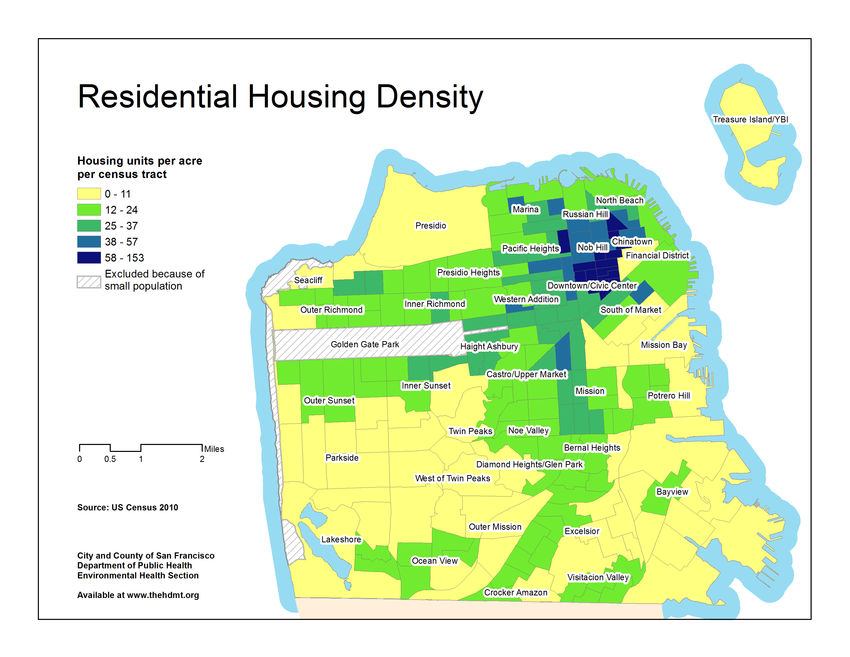 Residential Housing Density
Housing units per acre
per census tract
0 - 11
12 - 24
25 - 37
38 - 57
58 - 153
Excluded because of
small population
Treasure Island/YBI
North Beach
Marina
Russian Hill
Presidio
Chinatown
Pacific Heights
Nob Hill
Financial District
Presidio Heights
Seacliff
Downtown/Civic Center
Western Addition
Inner Richmond
Outer Richmond
South of Market
Golden Gate Park
Haight Ashbury
Mission Bay
Castro/Upper Market
Inner Sunset
Mission
Potrero Hill
Outer Sunset
Twin Peaks
Noe Valley
Bernal Heights
Parkside
Diamond Heights/Glen Park
West of Twin Peaks
Bayview
Outer Mission
Excelsior
Lakeshore
Ocean View
Visitacion Valley
Crocker Amazon
0 0.5 1 2
Miles
Source: US Census 2010
City and County of San Francisco
Department of Public Health
Environmental Health Section
Available at www.thehdmt.org